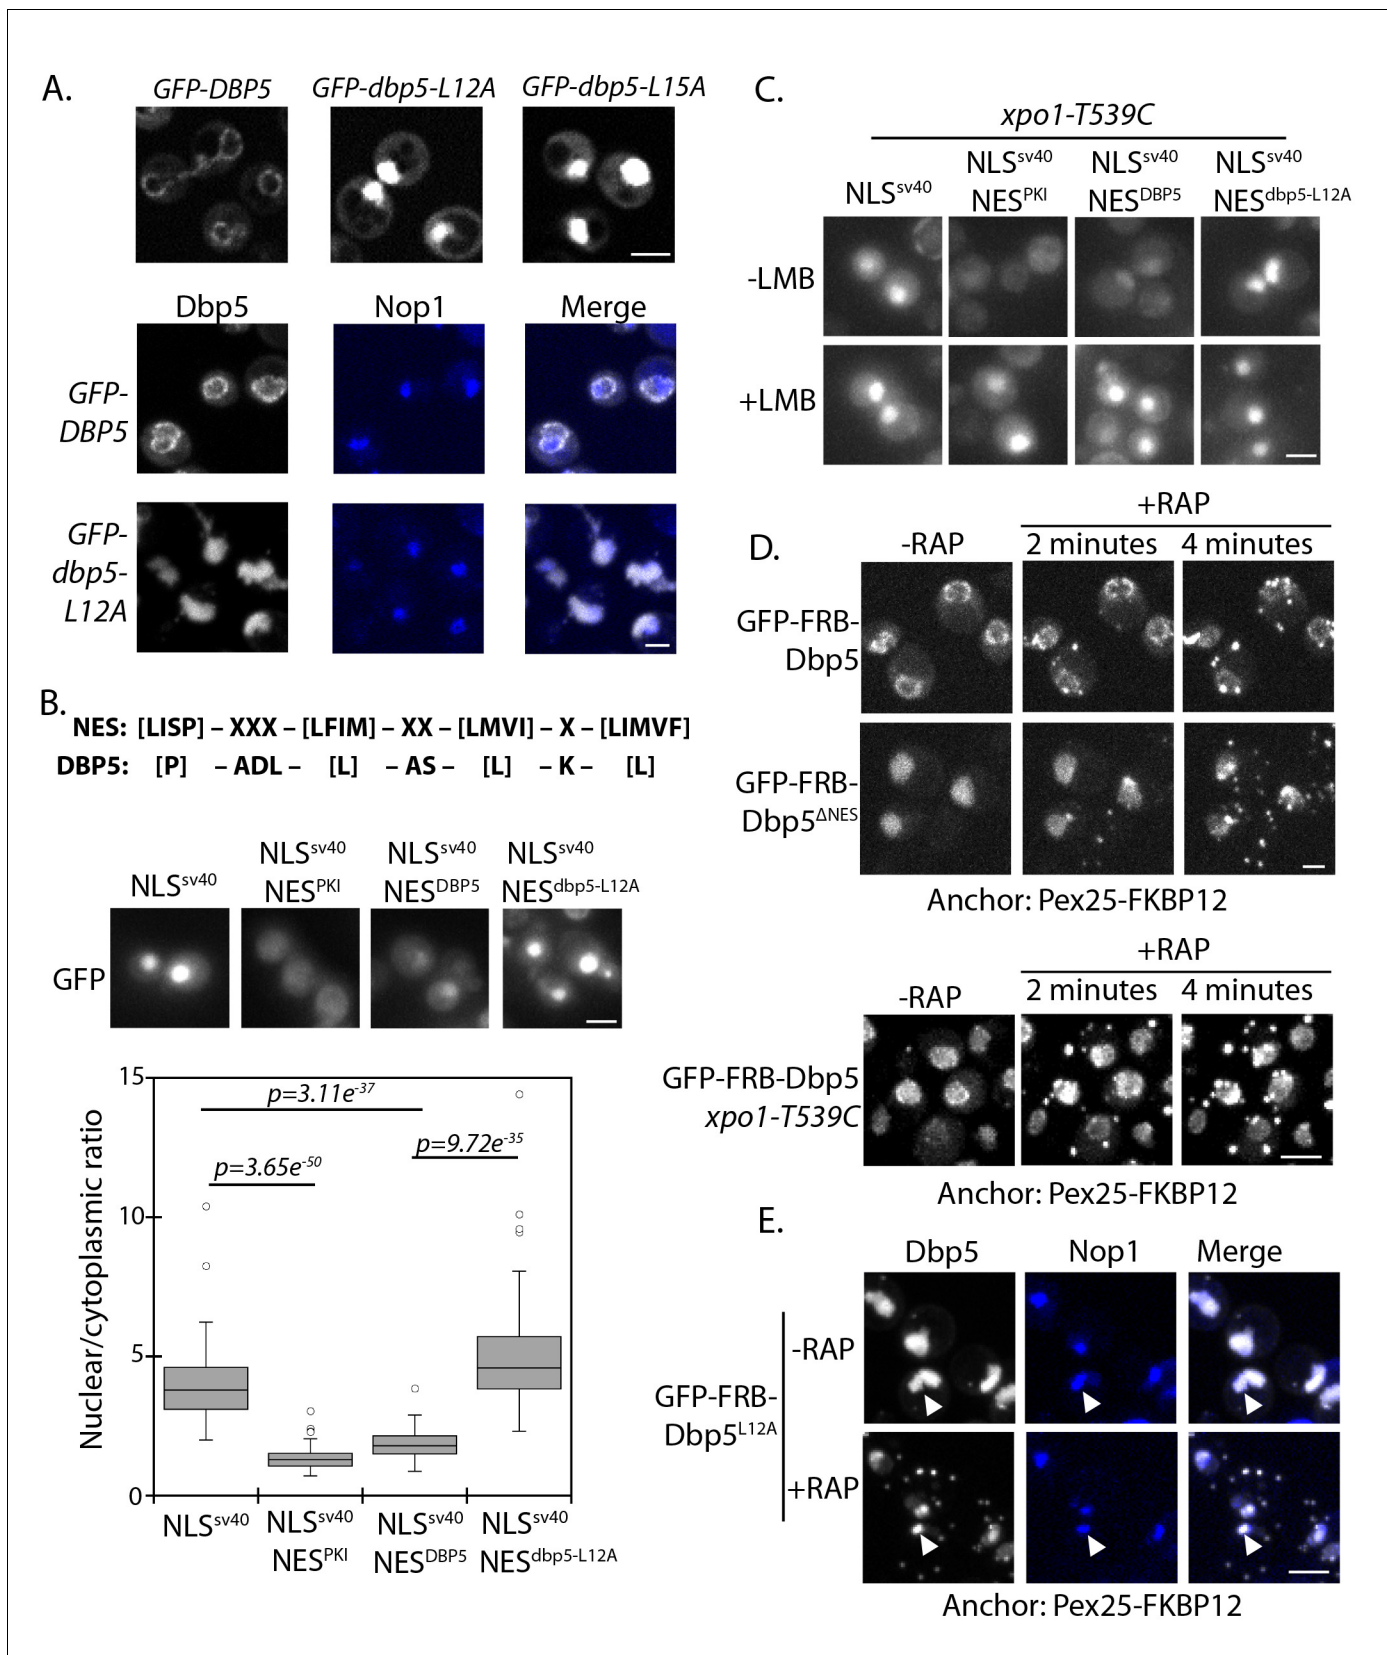 A.
GFP-DBP5 GFP-dbp5-L12A GFP-dbp5-L15A
Dbp5 Nop1 Merge
GFP-
DBP5
GFP-
dbp5-
L12A
B.
NES: [LISP] – XXX – [LFIM] – XX – [LMVI] – X – [LIMVF]
DBP5: [P] – ADL – [L] – AS – [L] – K – [L]
NLSsv40
NLSsv40 NESPKI
NLSsv40 NESDBP5
NLSsv40 NESdbp5-L12A
GFP
Nuclear/cytoplasmic ratio
15
10
5
0
p=3.11e-37
p=3.65e-50
p=9.72e-35
NLSsv40
NLSsv40 NESPKI
NLSsv40 NESDBP5
NLSsv40 NESdbp5-L12A
C.
xpo1-T539C
NLSsv40
NLSsv40 NESPKI
NLSsv40 NESDBP5
NLSsv40 NESdbp5-L12A
-LMB
+LMB
D.
+RAP
-RAP 2 minutes 4 minutes
GFP-FRB-
Dbp5
GFP-FRB-
Dbp5ΔNES
Anchor: Pex25-FKBP12
+RAP
-RAP 2 minutes 4 minutes
GFP-FRB-Dbp5
xpo1-T539C
Anchor: Pex25-FKBP12
E.
Dbp5 Nop1 Merge
-RAP
GFP-FRB-
Dbp5L12A
+RAP
Anchor: Pex25-FKBP12